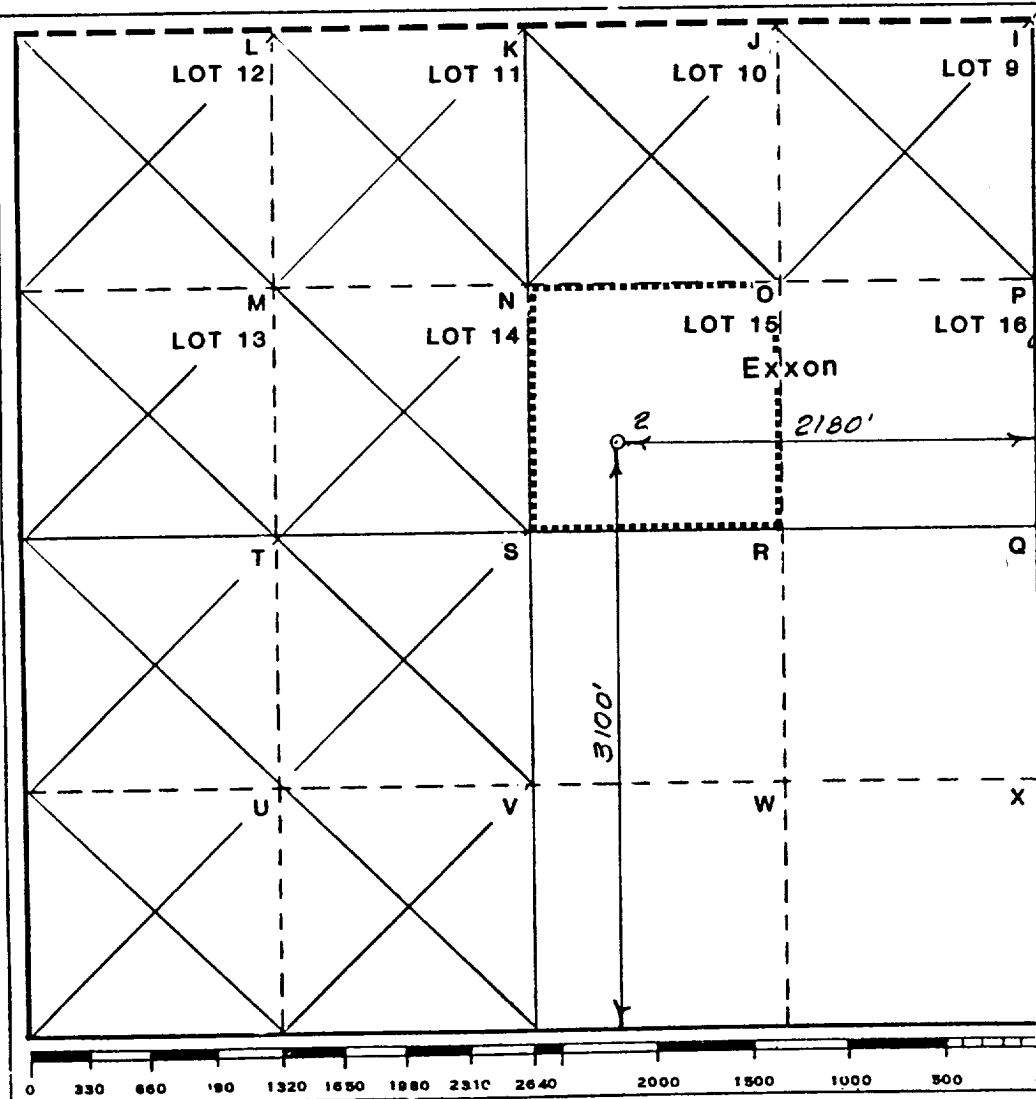 L K J I
LOT 12 LOT 11 LOT 10 LOT 9
M N O P
LOT 13 LOT 14 LOT 15 LOT 16
Exxon
2 2180'
T S R Q
3100'
U V W X
0 330 660 190 1320 1650 1980 2310 2640 2000 1500 1000 500